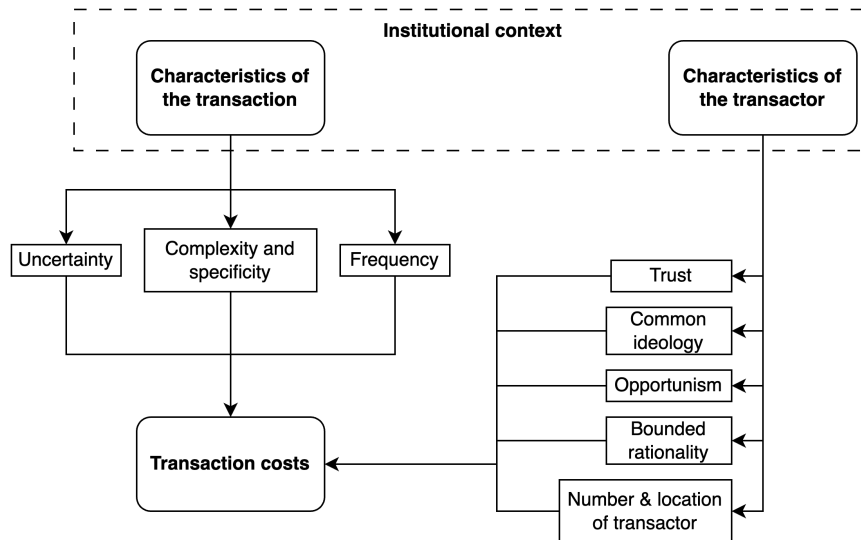 Institutional context
Characteristics of
the transaction
Characteristics of
the transactor
Uncertainty
Complexity and
specificity
Frequency
Trust
Common
ideology
Opportunism
Bounded
rationality
Transaction costs
Number & location
of transactor